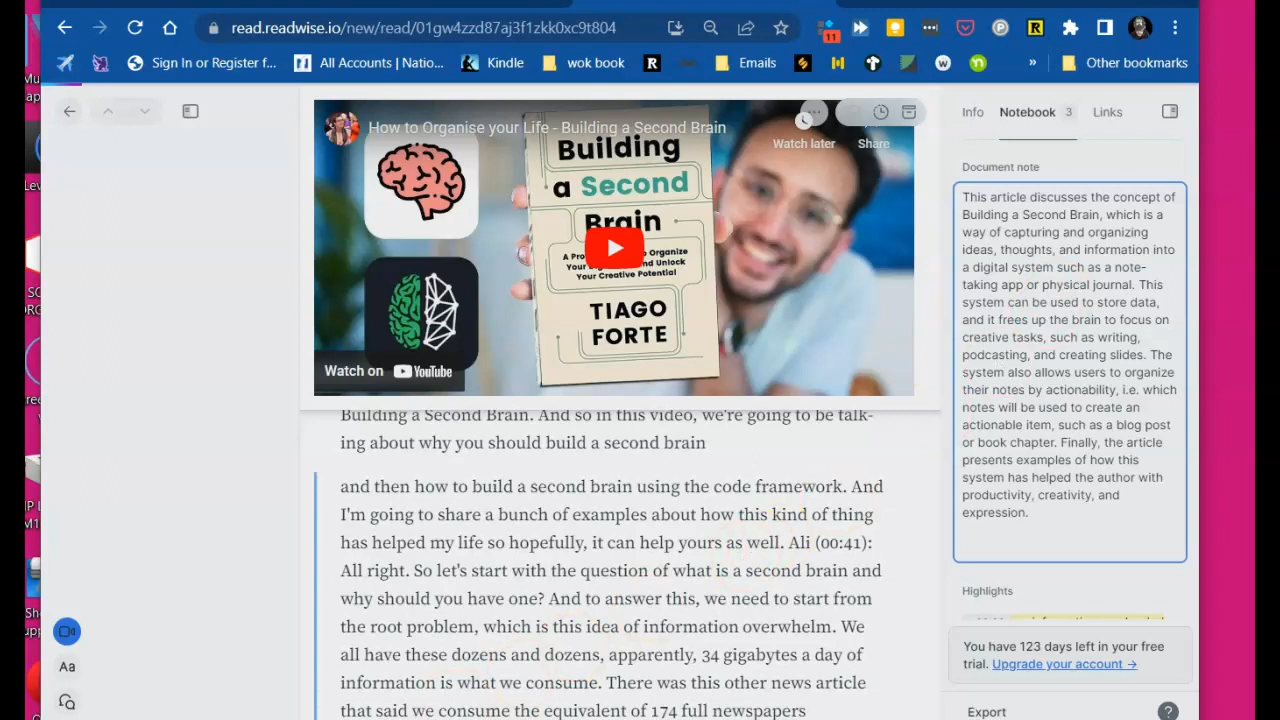 read.readwise.io/new/read/01gw4zzd87aj3f1zkk0xc9t804
11
Sign In or Register f...
All Accounts | Natio...
Kindle
wok book
Emails
»
Other bookmarks
How to Organise your Life - Building a Second Brain
Watch later
Share
Building
a Second
Brain
Organize
Your
nd Unlock
Your Creative Potential
TIAGO
FORTE
Watch on YouTube
Building a Second Brain. And so in this video, we're going to be talk-
ing about why you should build a second brain
and then how to build a second brain using the code framework. And
I'm going to share a bunch of examples about how this kind of thing
has helped my life so hopefully, it can help yours as well. Ali (00:41):
All right. So let's start with the question of what is a second brain and
why should you have one? And to answer this, we need to start from
the root problem, which is this idea of information overwhelm. We
all have these dozens and dozens, apparently, 34 gigabytes a day of
information is what we consume. There was this other news article
that said we consume the equivalent of 174 full newspapers
Aa
Info
Notebook 3
Links
Document note
This article discusses the concept of
Building a Second Brain, which is a
way of capturing and organizing
ideas, thoughts, and information into
a digital system such as a note-
taking app or physical journal. This
system can be used to store data,
and it frees up the brain to focus on
creative tasks, such as writing,
podcasting, and creating slides. The
system also allows users to organize
their notes by actionability, i.e. which
notes will be used to create an
actionable item, such as a blog post
or book chapter. Finally, the article
presents examples of how this
system has helped the author with
productivity, creativity, and
expression.
Highlights
You have 123 days left in your free
trial. Upgrade your account →
Export
?